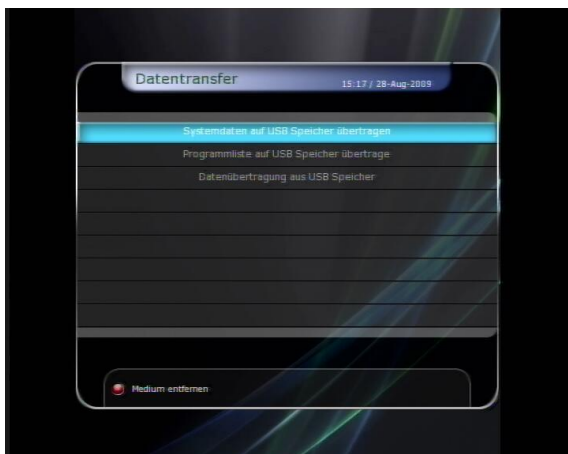 Datentransfer
15:17 / 28-Aug-2009
Systemdaten auf USB Speicher übertragen
Programmliste auf USB Speicher übertrage
Datenübertragung aus USB Speicher
Medium entfernen